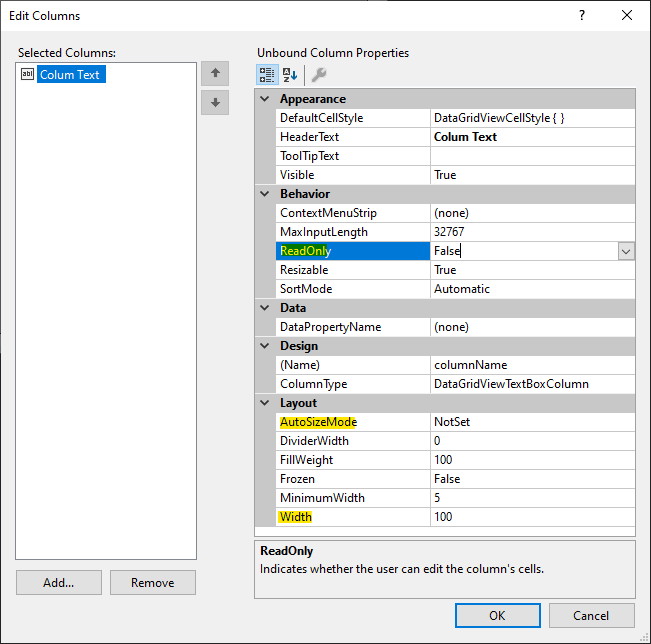 Edit Columns
?
Selected Columns:
abl Colum Text
Unbound Column Properties
A Z
Appearance
DefaultCellStyle DataGridViewCellStyle { }
HeaderText Colum Text
ToolTipText
Visible True
Behavior
ContextMenuStrip (none)
MaxInputLength 32767
ReadOnly False
Resizable True
SortMode Automatic
Data
DataPropertyName (none)
Design
(Name) columnName
ColumnType DataGridViewTextBoxColumn
Layout
AutoSizeMode NotSet
DividerWidth 0
FillWeight 100
Frozen False
MinimumWidth 5
Width 100
ReadOnly
Indicates whether the user can edit the column's cells.
Add... Remove
OK Cancel